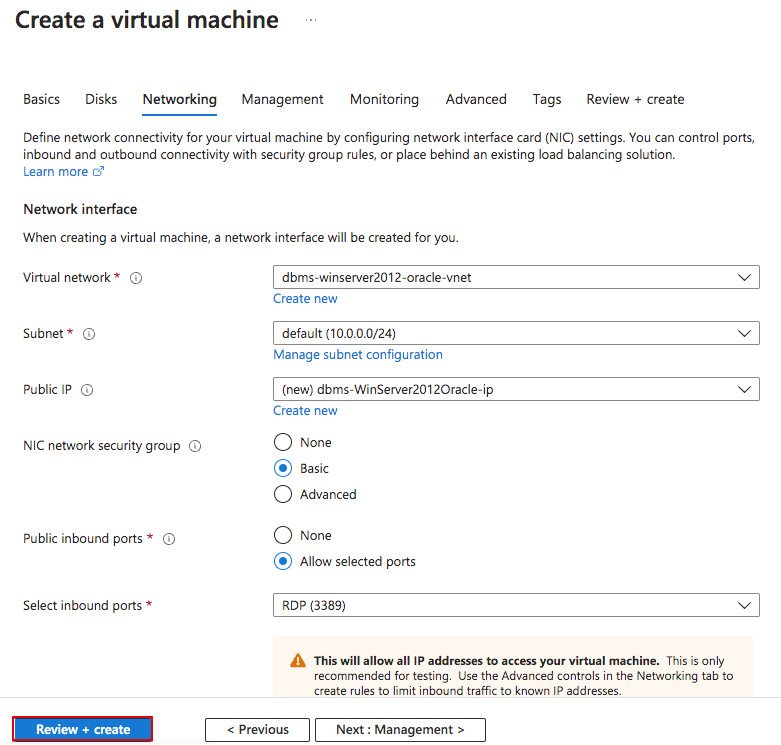 Create a virtual machine ...
Basics Disks Networking Management Monitoring Advanced Tags Review + create
Define network connectivity for your virtual machine by configuring network interface card (NIC) settings. You can control ports,
inbound and outbound connectivity with security group rules, or place behind an existing load balancing solution.
Learn more
Network interface
When creating a virtual machine, a network interface will be created for you.
Virtual network * dbms-winserver2012-oracle-vnet
Create new
Subnet * default (10.0.0.0/24)
Manage subnet configuration
Public IP (new) dbms-WinServer2012Oracle-ip
Create new
NIC network security group None
Basic
Advanced
Public inbound ports * None
Allow selected ports
Select inbound ports * RDP (3389)
This will allow all IP addresses to access your virtual machine. This is only
recommended for testing. Use the Advanced controls in the Networking tab to
create rules to limit inbound traffic to known IP addresses.
Review + create < Previous Next : Management >